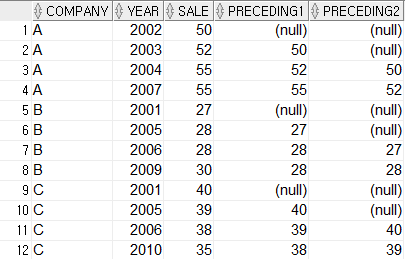 COMPANY YEAR SALE PRECEDING1 PRECEDING2
1 A 2002 50 (null) (null)
2 A 2003 52 50 (null)
3 A 2004 55 52 50
4 A 2007 55 55 52
5 B 2001 27 (null) (null)
6 B 2005 28 27 (null)
7 B 2006 28 28 27
8 B 2009 30 28 28
9 C 2001 40 (null) (null)
10 C 2005 39 40 (null)
11 C 2006 38 39 40
12 C 2010 35 38 39